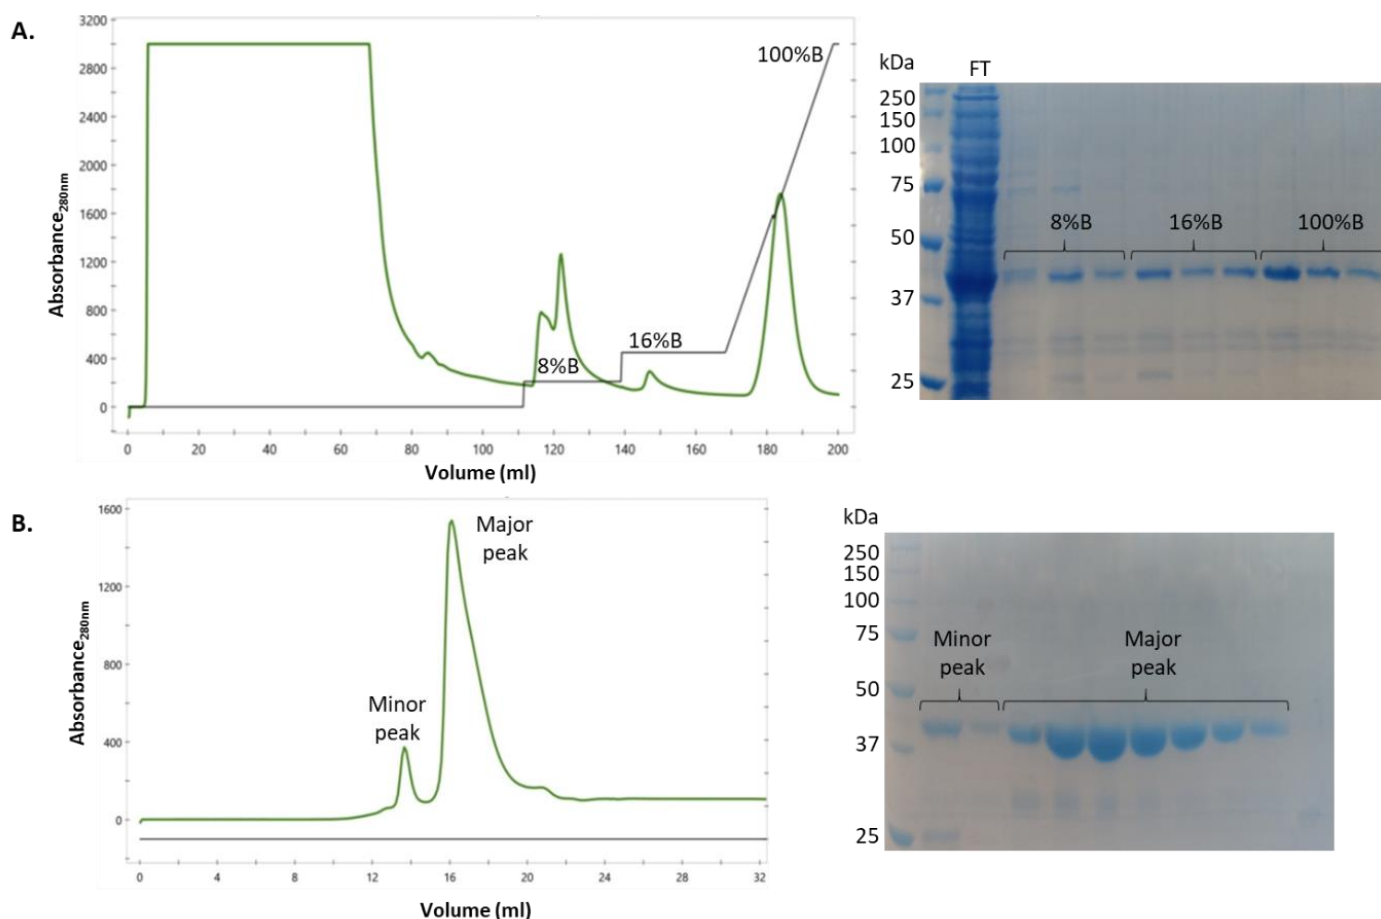 A.
3200
2800
2400
2000
1600
1200
800
400
0
Absorbance280nm
0 20 40 60 80 100 120 140 160 180 200
Volume (ml)
8%B
16%B
100%B
kDa
FT
250
150
100
75
50
37
25
8%B 16%B 100%B
B.
1600
1200
800
400
0
Absorbance280nm
0 4 8 12 16 20 24 28 32
Volume (ml)
Minor
peak
Major
peak
kDa
250
150
100
75
50
37
25
Minor
peak
Major
peak